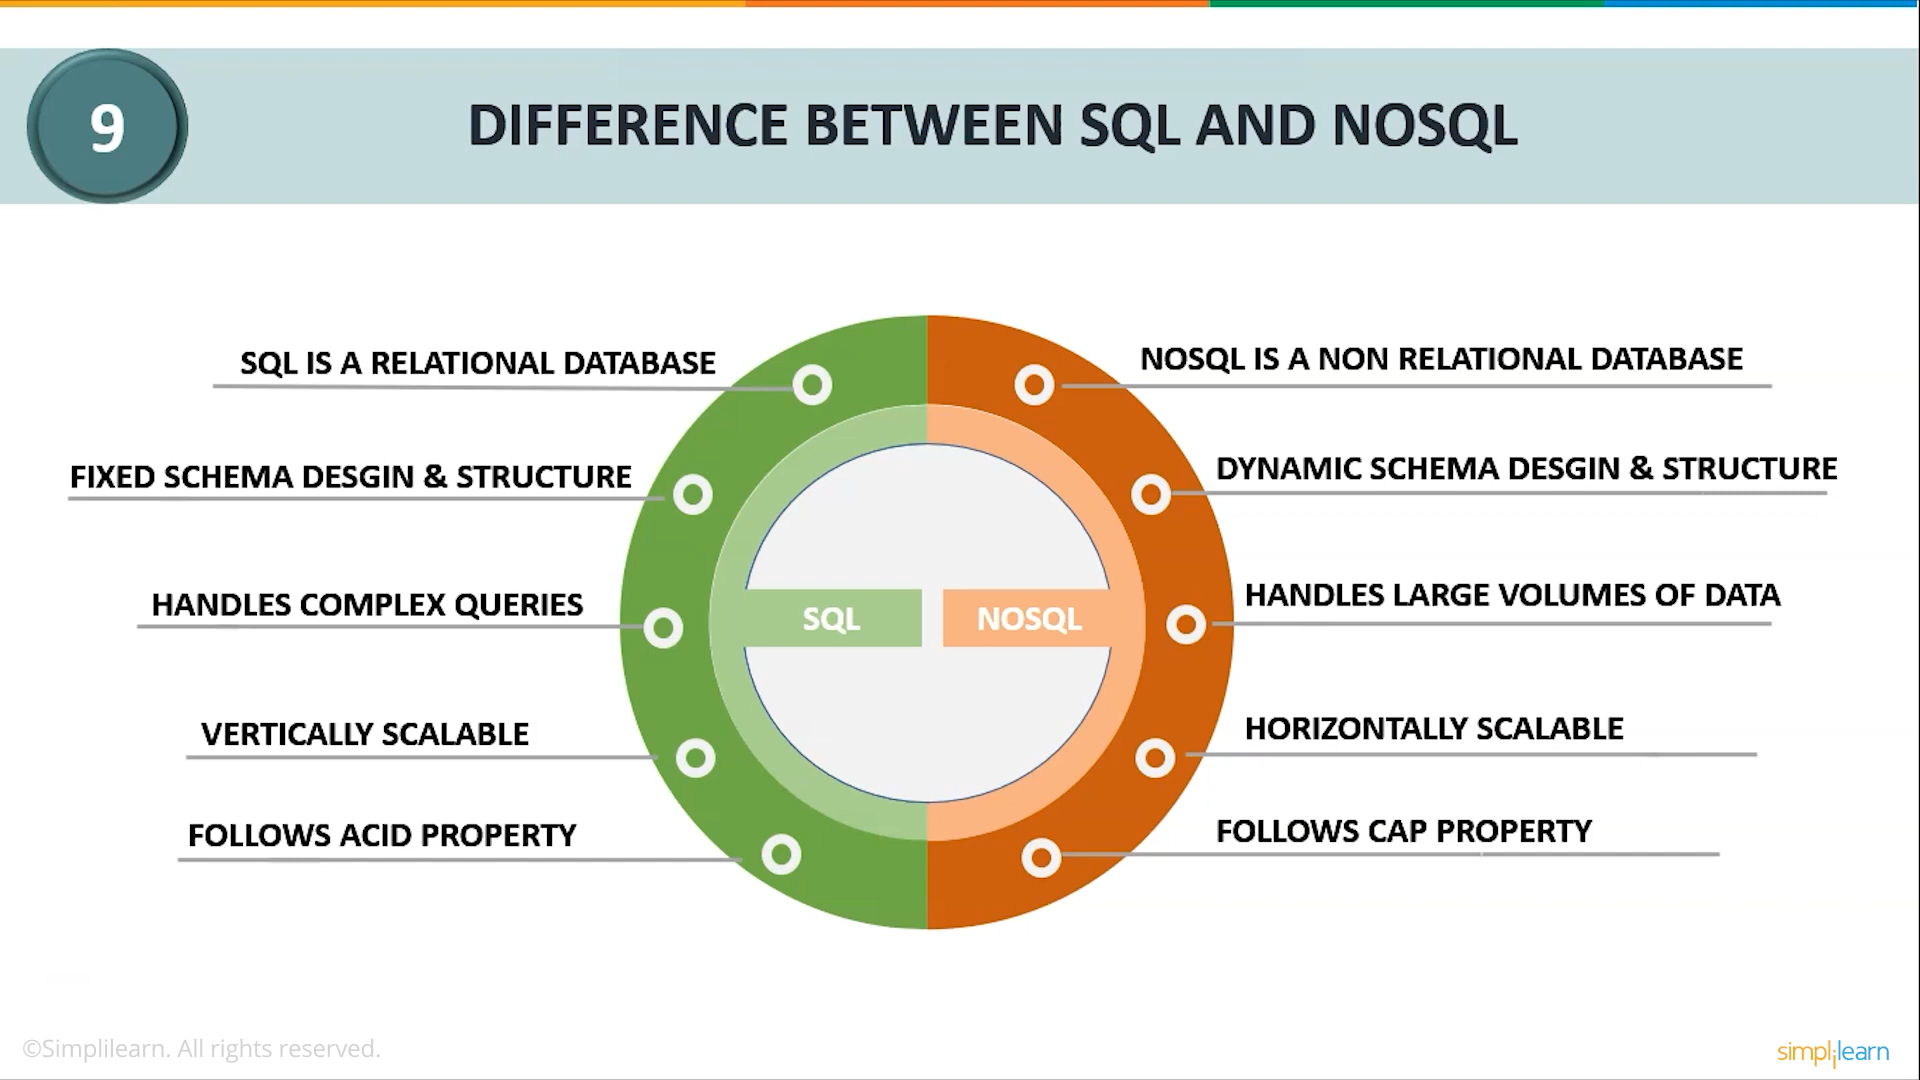 9
DIFFERENCE BETWEEN SQL AND NOSQL
SQL IS A RELATIONAL DATABASE
FIXED SCHEMA DESGIN & STRUCTURE
HANDLES COMPLEX QUERIES
VERTICALLY SCALABLE
FOLLOWS ACID PROPERTY
SQL
NOSQL
NOSQL IS A NON RELATIONAL DATABASE
DYNAMIC SCHEMA DESGIN & STRUCTURE
HANDLES LARGE VOLUMES OF DATA
HORIZONTALLY SCALABLE
FOLLOWS CAP PROPERTY
©Simplilearn. All rights reserved.
simplilearn